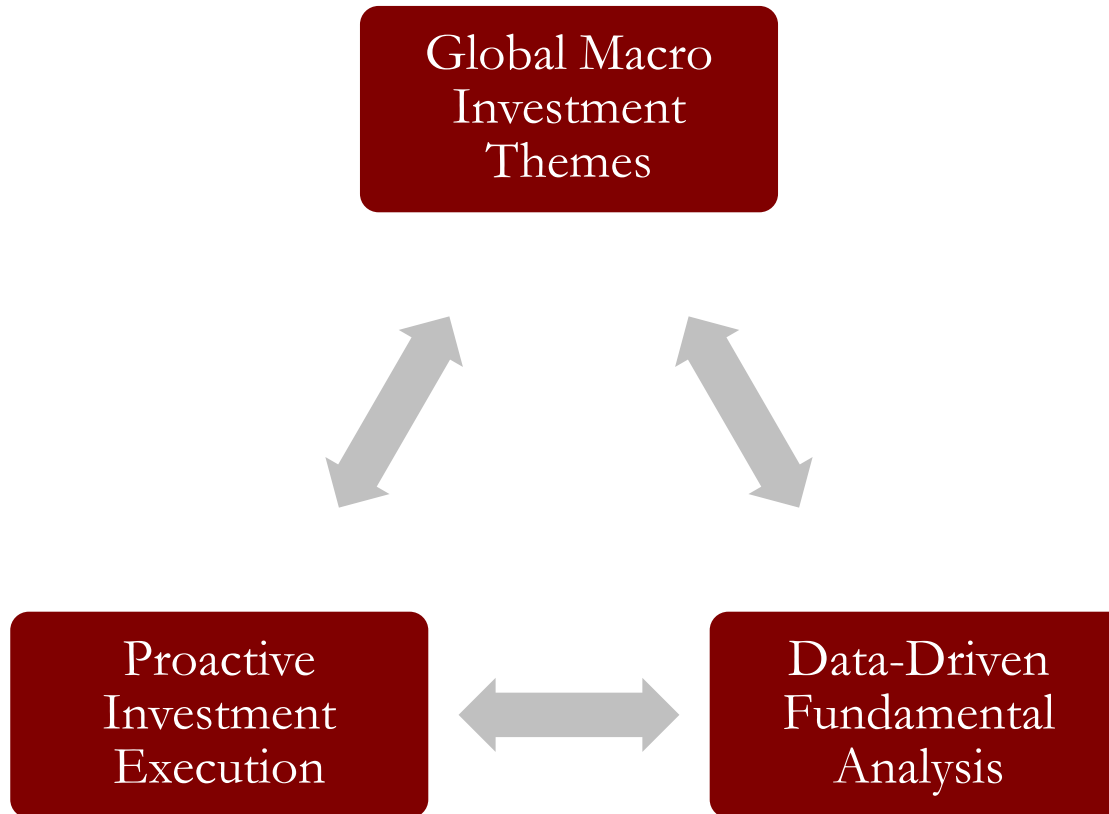 Global Macro
Investment
Themes
Proactive
Investment
Execution
Data-Driven
Fundamental
Analysis